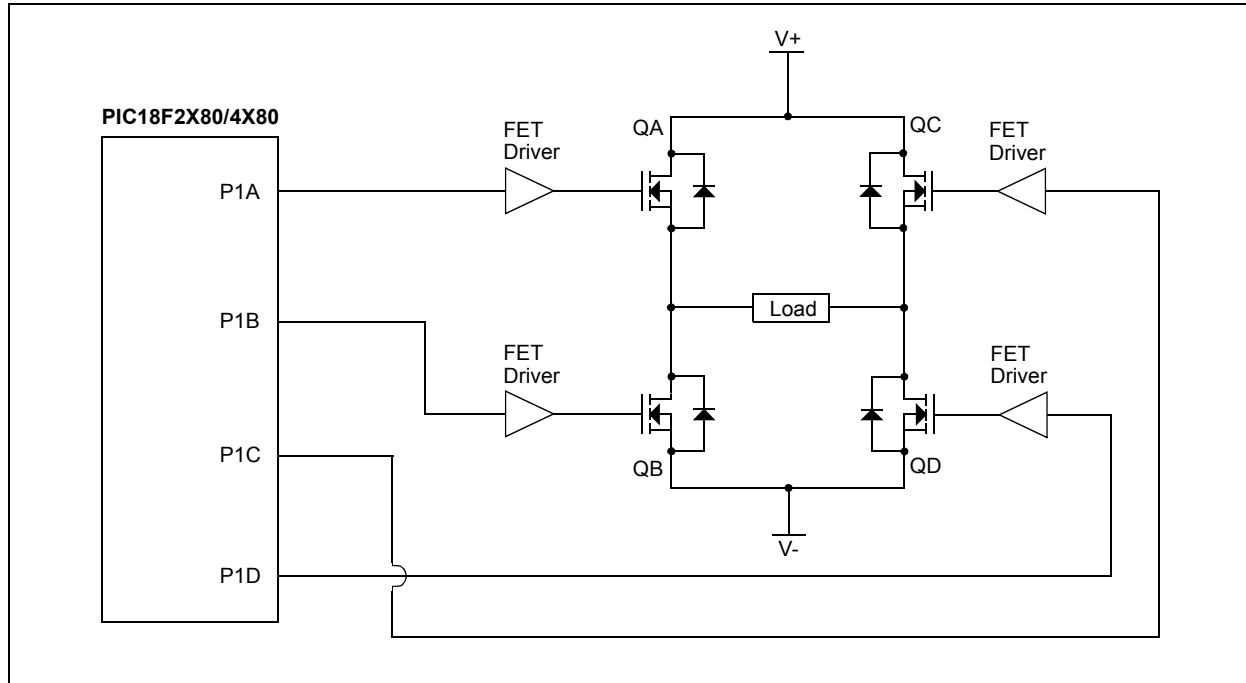 V+
PIC18F2X80/4X80
FET
Driver
QA
QC
FET
Driver
P1A
Load
P1B
FET
Driver
FET
Driver
P1C
QB
QD
V-
P1D